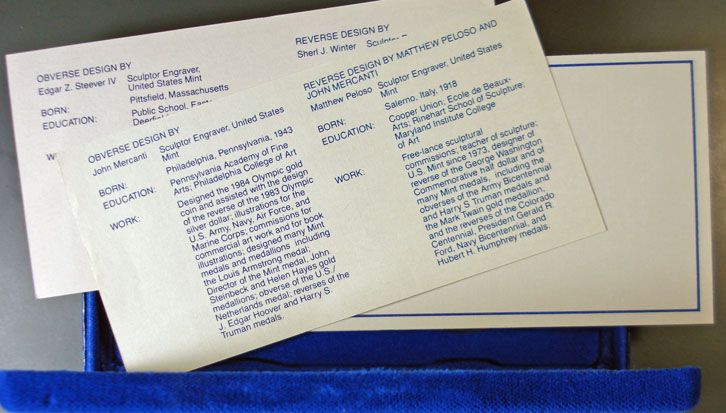 OBVERSE DESIGN BY
Edgar Z. Steever IV Sculptor Engraver,
United States Mint
BORN: Pittsfield, Massachusetts
EDUCATION: Public School, East
Deerfield
W
REVERSE DESIGN BY
Sherl J. Winter
OBVERSE DESIGN BY
John Mercanti Sculptor Engraver, United States
Mint
BORN: Philadelphia, Pennsylvania, 1943
EDUCATION: Pennsylvania Academy of Fine
Arts; Philadelphia College of Art
WORK: Designed the 1984 Olympic gold
coin and assisted with the design
of the reverse of the 1983 Olympic
silver dollar; illustrations for the
U.S. Army, Navy, Air Force, and
Marine Corps; commissions for
commercial art work and for book
illustrations; designed many Mint
medals and medallions including
the Louis Armstrong medal;
Director of the Mint medal; John
Steinbeck and Helen Hayes gold
medallions; obverse of the U.S./
Netherlands medal; reverses of the
J. Edgar Hoover and Harry S.
Truman medals.
REVERSE DESIGN BY MATTHEW PELOSO AND
JOHN MERCANTI
Matthew Peloso Sculptor Engraver, United States
Mint
BORN: Salerno, Italy, 1918
EDUCATION: Cooper Union; Ecole de Beaux-
Arts; Rinehart School of Sculpture;
Maryland Institute College
of Art
WORK: Free-lance sculptural
commissions; teacher of sculpture;
U.S. Mint since 1973, designer of
reverse of the George Washington
Commemorative half dollar and of
many Mint medals, including the
obverses of the Army Bicentennial
and Harry S Truman medals and
the Mark Twain gold medallion,
and the reverses of the Colorado
Centennial, President Gerald R.
Ford, Navy Bicentennial, and
Hubert H. Humphrey medals.